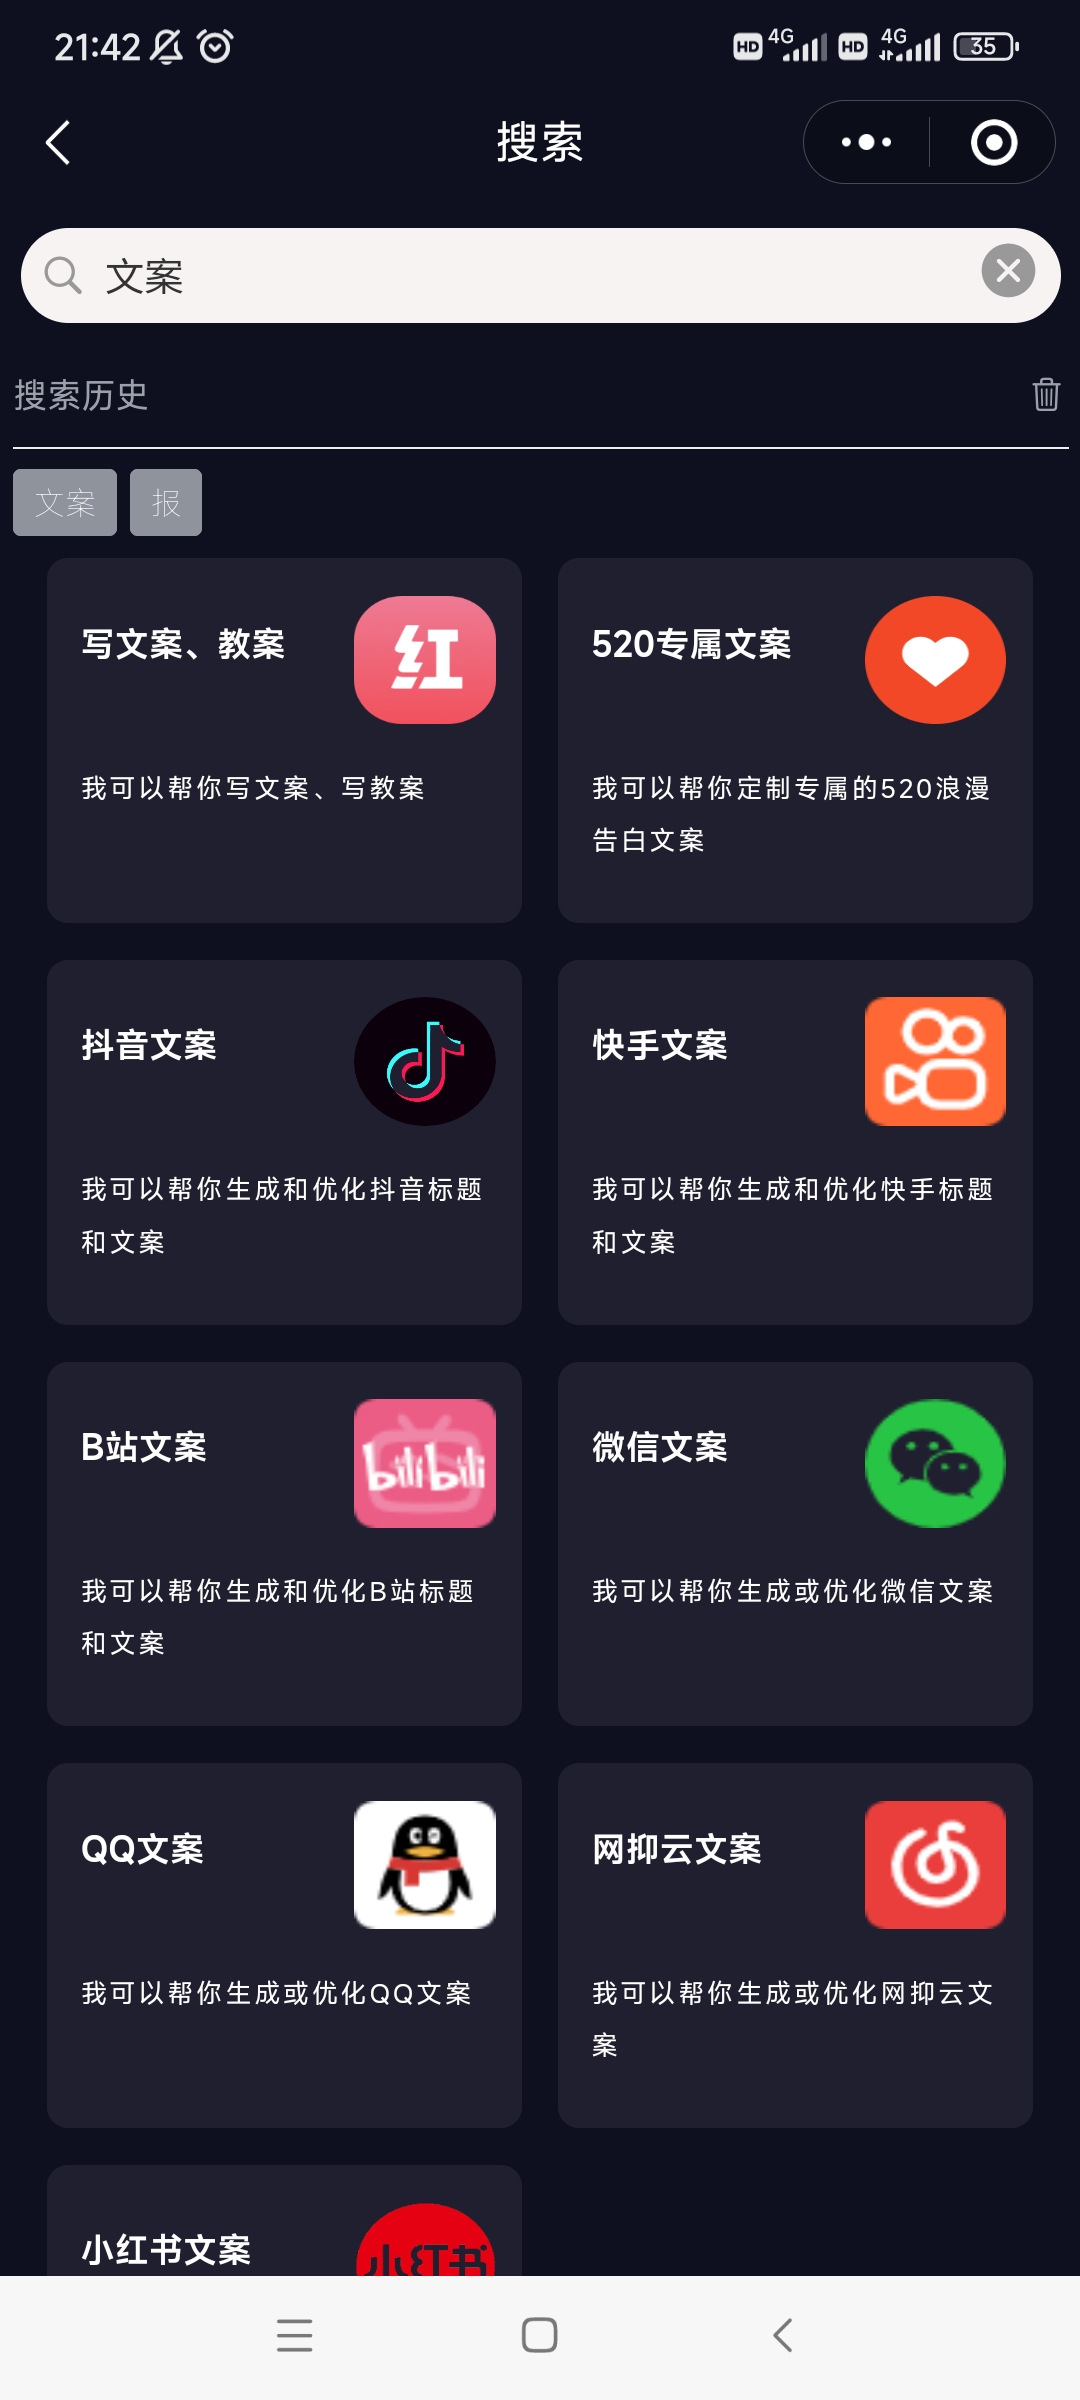 21:42
HD 4G HD 4G 35
搜索
文案
搜索历史
文案 报
写文案、教案
红
我可以帮你写文案、写教案
520专属文案
我可以帮你定制专属的520浪漫
告白文案
抖音文案
我可以帮你生成和优化抖音标题
和文案
快手文案
我可以帮你生成和优化快手标题
和文案
B站文案
bilibili
我可以帮你生成和优化B站标题
和文案
微信文案
我可以帮你生成或优化微信文案
QQ文案
我可以帮你生成或优化QQ文案
网抑云文案
我可以帮你生成或优化网抑云文
案
小红书文案
小红书